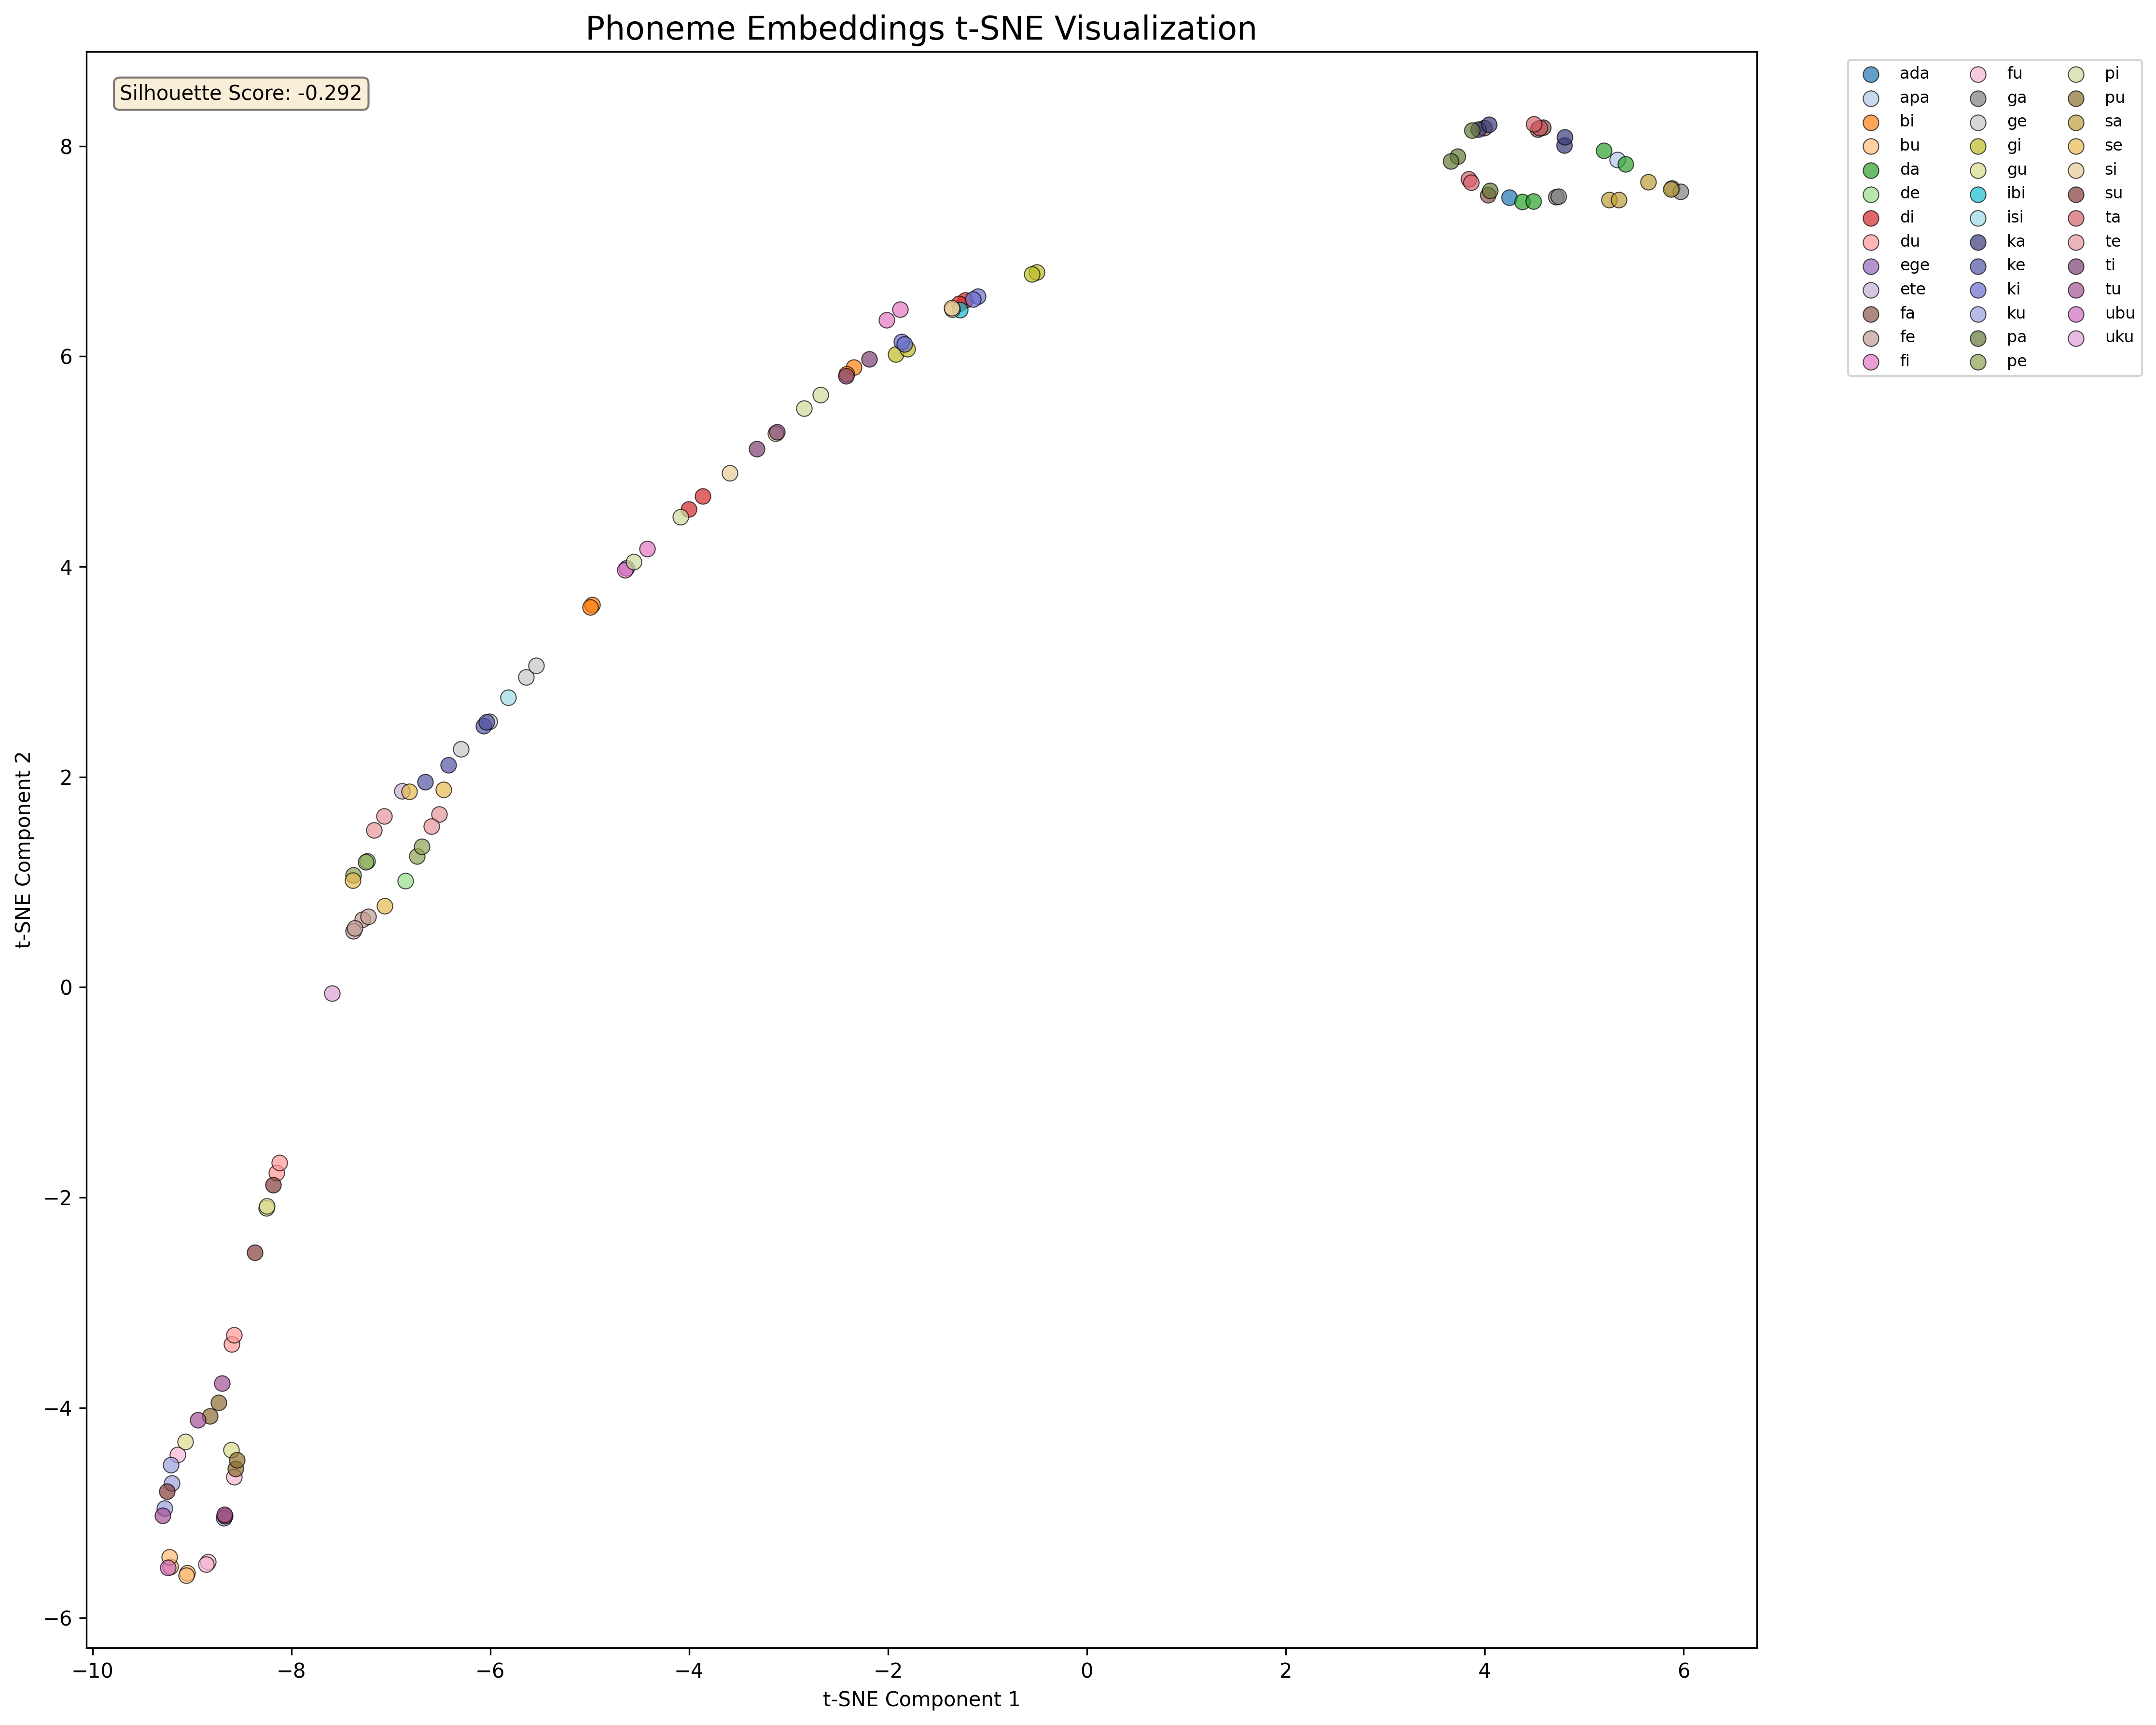 Phoneme Embeddings t-SNE Visualization
Silhouette Score: -0.292
8
6
4
2
0
−2
−4
−6
t-SNE Component 2
−10
−8
−6
−4
−2
0
2
4
6
t-SNE Component 1
ada
apa
bi
bu
da
de
di
du
ege
ete
fa
fe
fi
fu
ga
ge
gi
gu
ibi
isi
ka
ke
ki
ku
pa
pe
pi
pu
sa
se
si
su
ta
te
ti
tu
ubu
uku